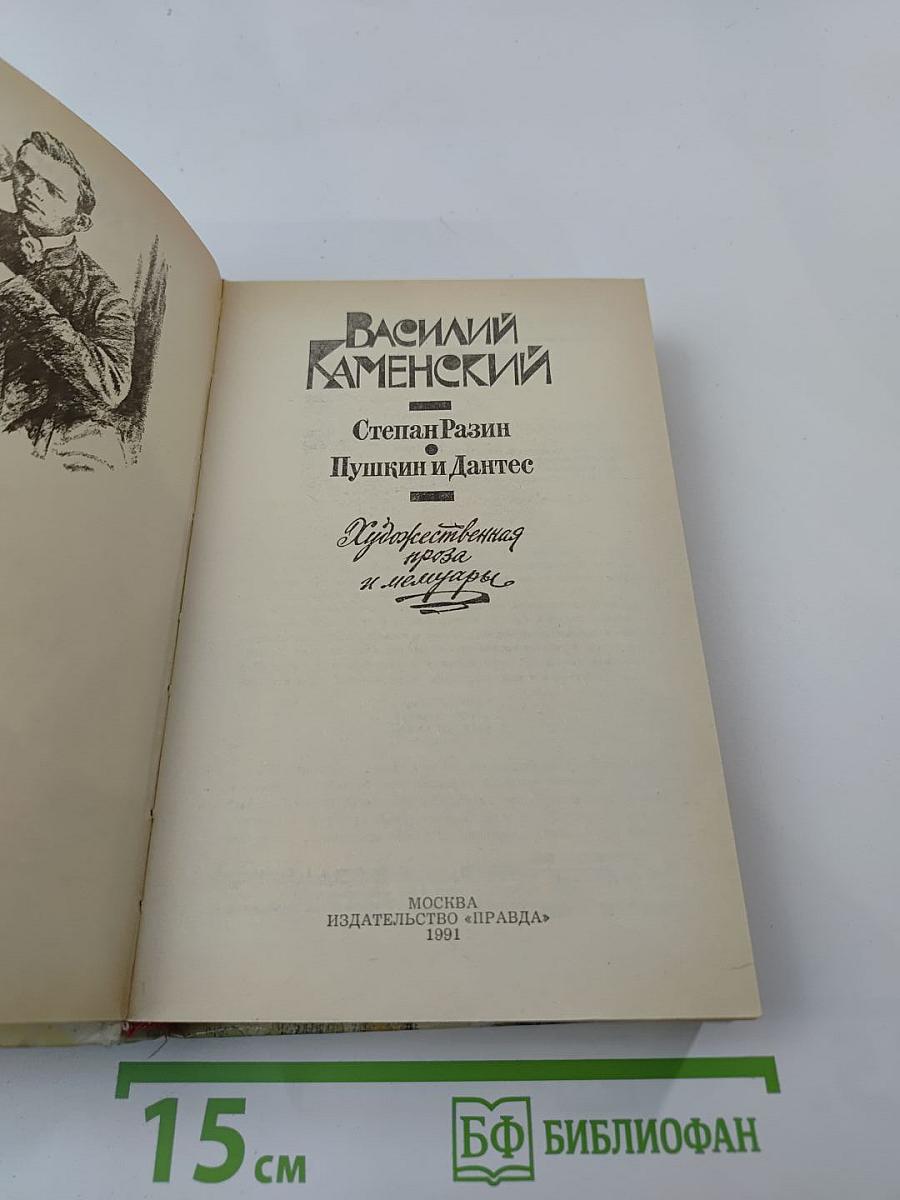 Василий
Каменский
Степан Разин
Пушкин и Дантес
Художественная
проза
и мемуары
МОСКВА
ИЗДАТЕЛЬСТВО «ПРАВДА»
1991
15 см
БФ БИБЛИОФАН